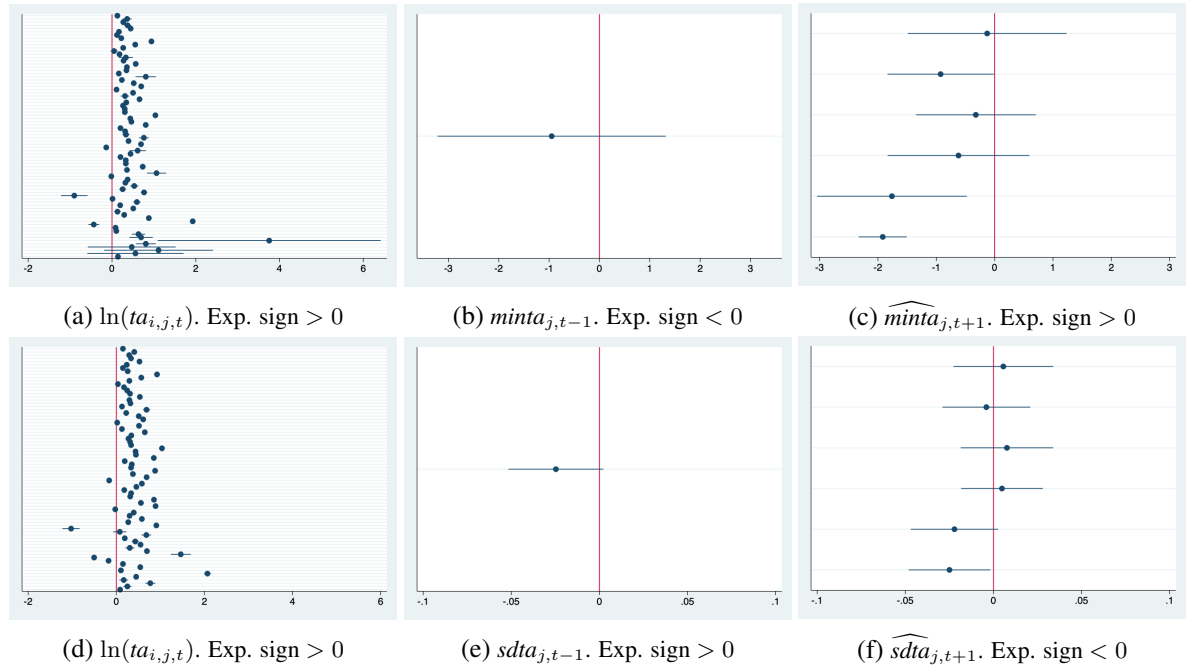 -2 0 2 4 6
-3 -2 -1 0 1 2 3
-3 -2 -1 0 1 2 3
(a) ln(ta_{i,j,t}). Exp. sign > 0
(b) minta_{j,t−1}. Exp. sign < 0
(c) \widehat{minta}_{j,t+1}. Exp. sign > 0
-2 0 2 4 6
-.1 -.05 0 .05 .1
-.1 -.05 0 .05 .1
(d) ln(ta_{i,j,t}). Exp. sign > 0
(e) sdta_{j,t−1}. Exp. sign > 0
(f) \widehat{sdta}_{j,t+1}. Exp. sign < 0